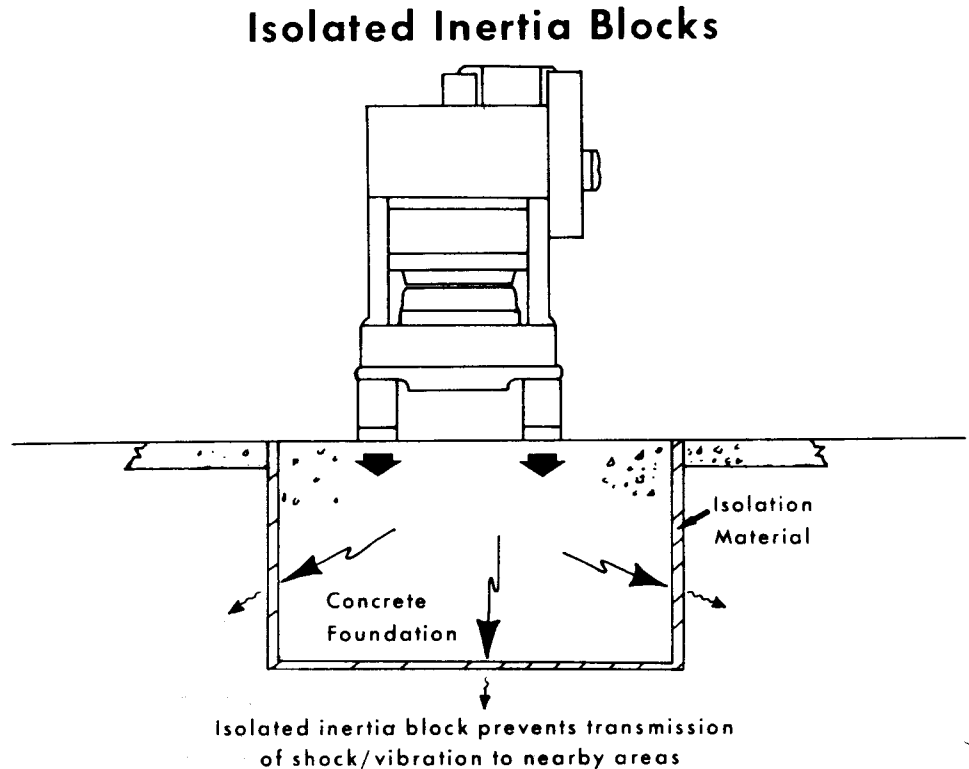 Isolated Inertia Blocks
Isolation
Material
Concrete
Foundation
Isolated inertia block prevents transmission
of shock/vibration to nearby areas